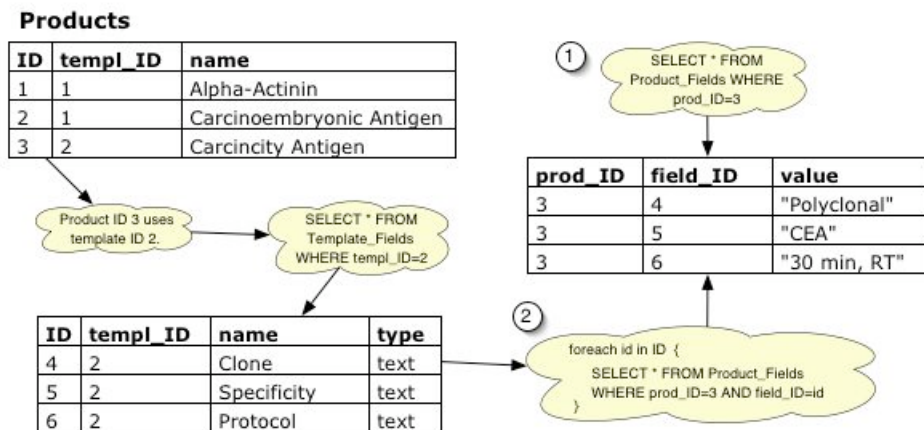 Products
ID templ_ID name
1 1 Alpha-Actinin
2 1 Carcinoembryonic Antigen
3 2 Carcincity Antigen
Product ID 3 uses
template ID 2.
SELECT * FROM
Template_Fields
WHERE templ_ID=2
ID templ_ID name type
4 2 Clone text
5 2 Specificity text
6 2 Protocol text
1
SELECT * FROM
Product_Fields WHERE
prod_ID=3
prod_ID field_ID value
3 4 "Polyclonal"
3 5 "CEA"
3 6 "30 min, RT"
2
foreach id in ID {
SELECT * FROM Product_Fields
WHERE prod_ID=3 AND field_ID=id
}